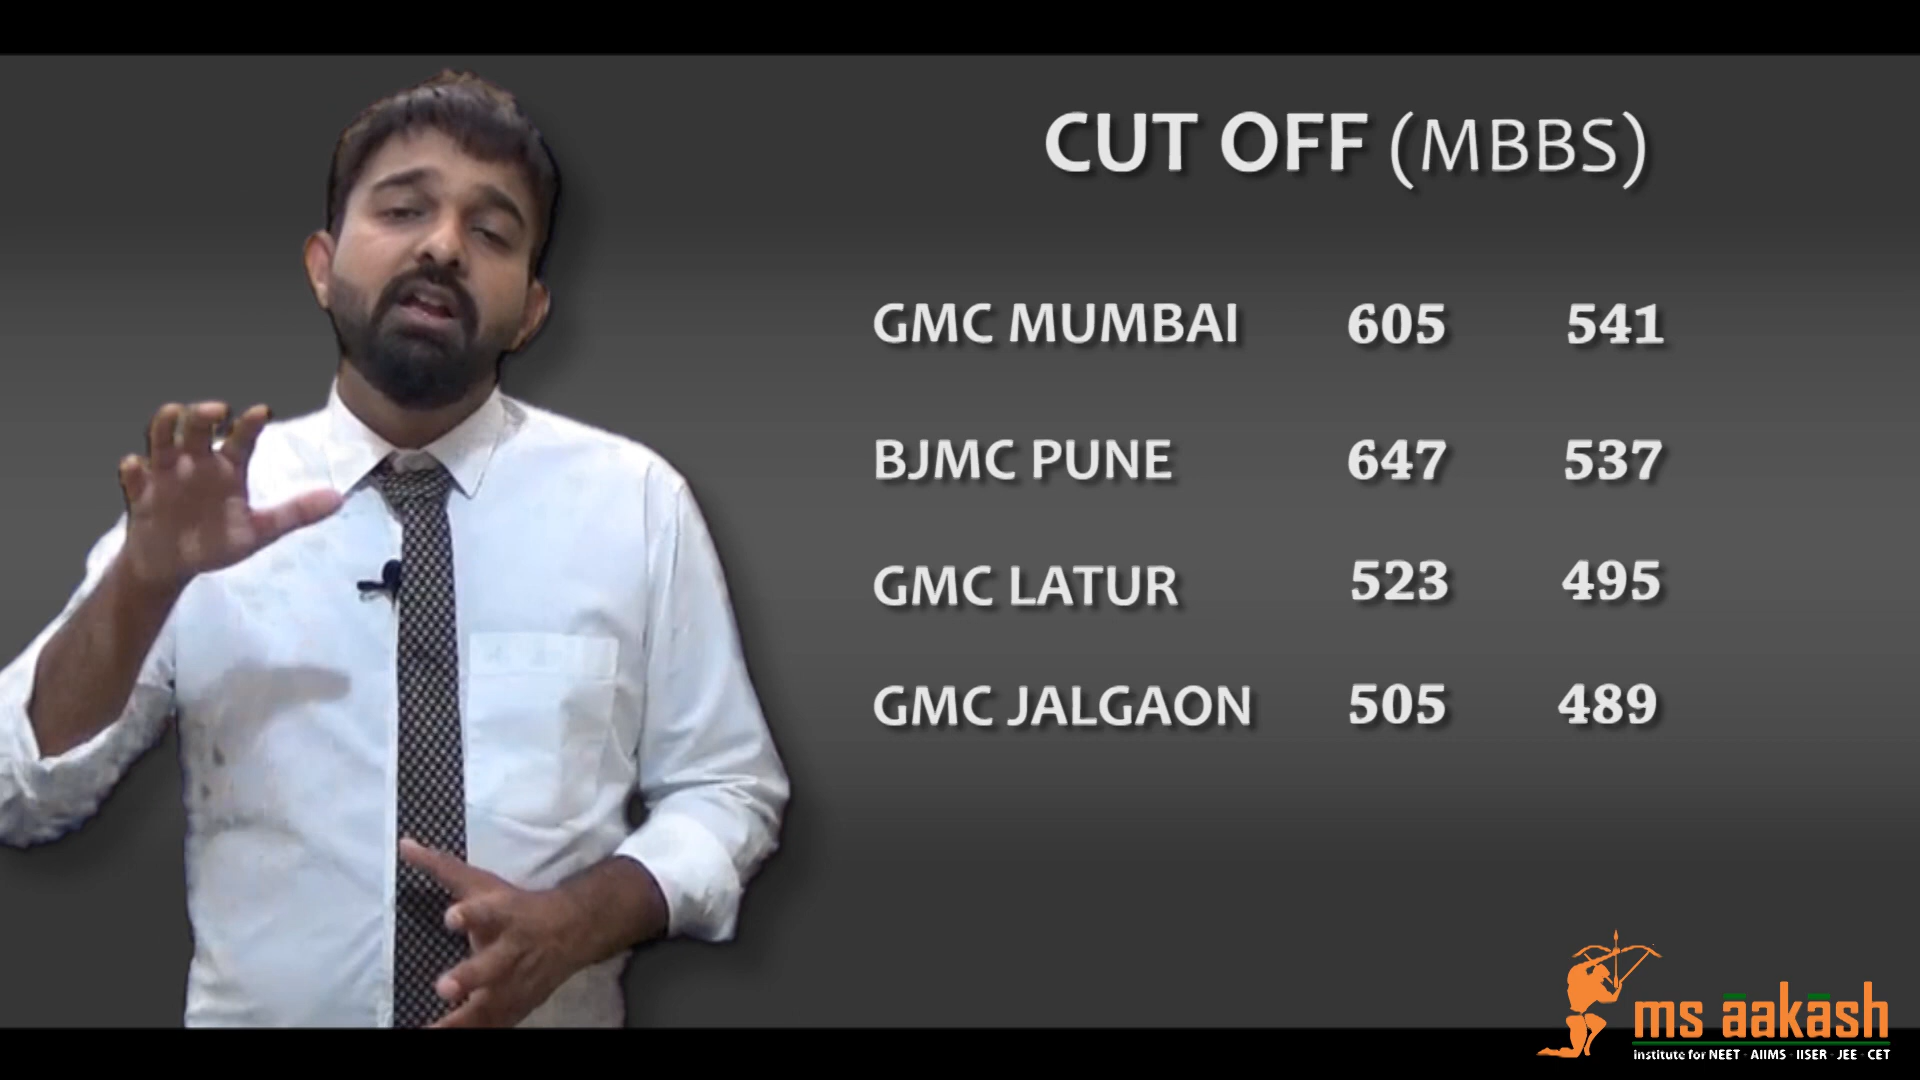 CUT OFF (MBBS)
GMC MUMBAI 605 541
BJMC PUNE 647 537
GMC LATUR 523 495
GMC JALGAON 505 489
ms aakash
institute for NEET · AIIMS · IISER · JEE · CET